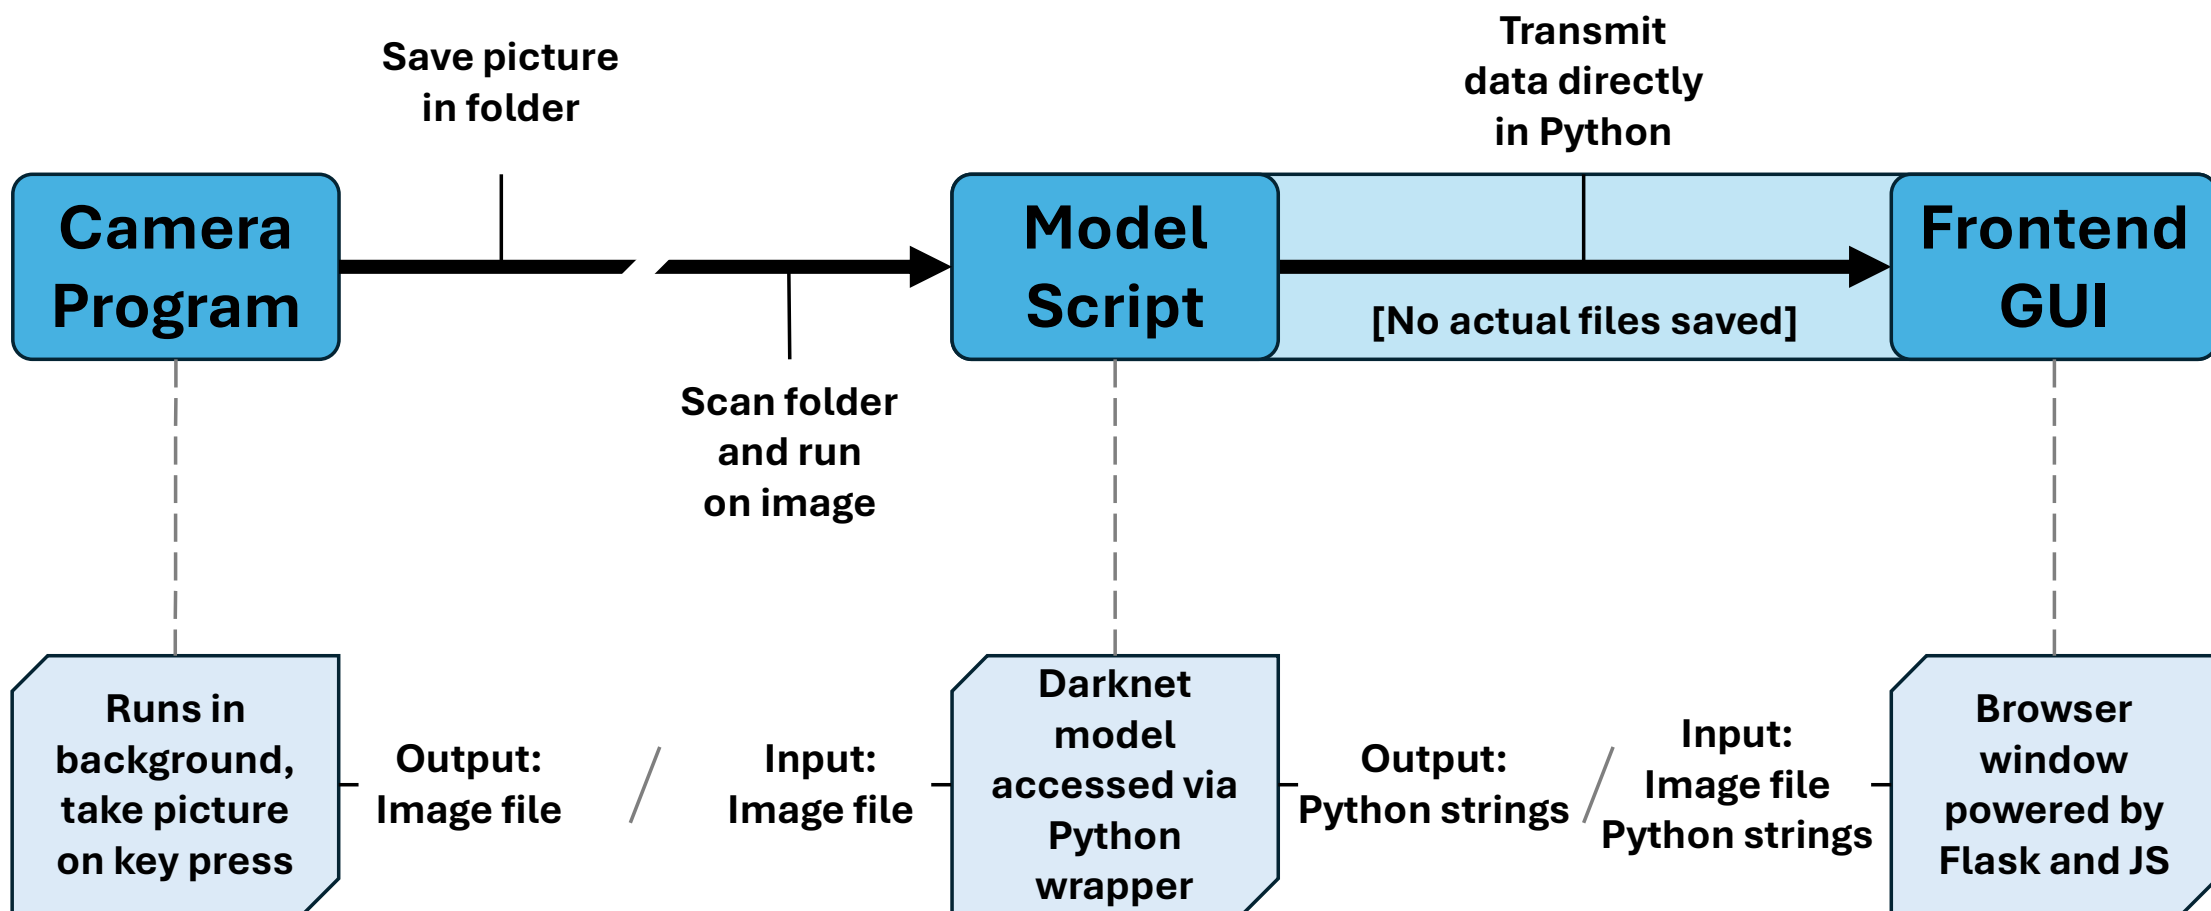 Save picture
in folder
Transmit
data directly
in Python
Camera
Program
Model
Script
[No actual files saved]
Frontend
GUI
Scan folder
and run
on image
Runs in
background,
take picture
on key press
Output:
Image file
/
Input:
Image file
Darknet
model
accessed via
Python
wrapper
Output:
Python strings
/
Input:
Image file
Python strings
Browser
window
powered by
Flask and JS